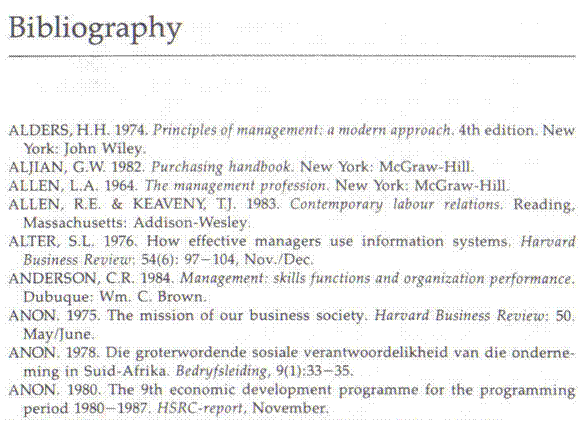 Bibliography
ALDERS, H.H. 1974. Principles of management: a modern approach. 4th edition. New
York: John Wiley.
ALJIAN, G.W. 1982. Purchasing handbook. New York: McGraw-Hill.
ALLEN, L.A. 1964. The management profession. New York: McGraw-Hill.
ALLEN, R.E. & KEAVENY, T.J. 1983. Contemporary labour relations. Reading,
Massachusetts: Addison-Wesley.
ALTER, S.L. 1976. How effective managers use information systems. Harvard
Business Review: 54(6): 97–104, Nov./Dec.
ANDERSON, C.R. 1984. Management: skills functions and organization performance.
Dubuque: Wm. C. Brown.
ANON. 1975. The mission of our business society. Harvard Business Review: 50.
May/June.
ANON. 1978. Die groterwordende sosiale verantwoordelikheid van die onderne-
ming in Suid-Afrika. Bedryfsleiding, 9(1):33–35.
ANON. 1980. The 9th economic development programme for the programming
period 1980–1987. HSRC-report, November.